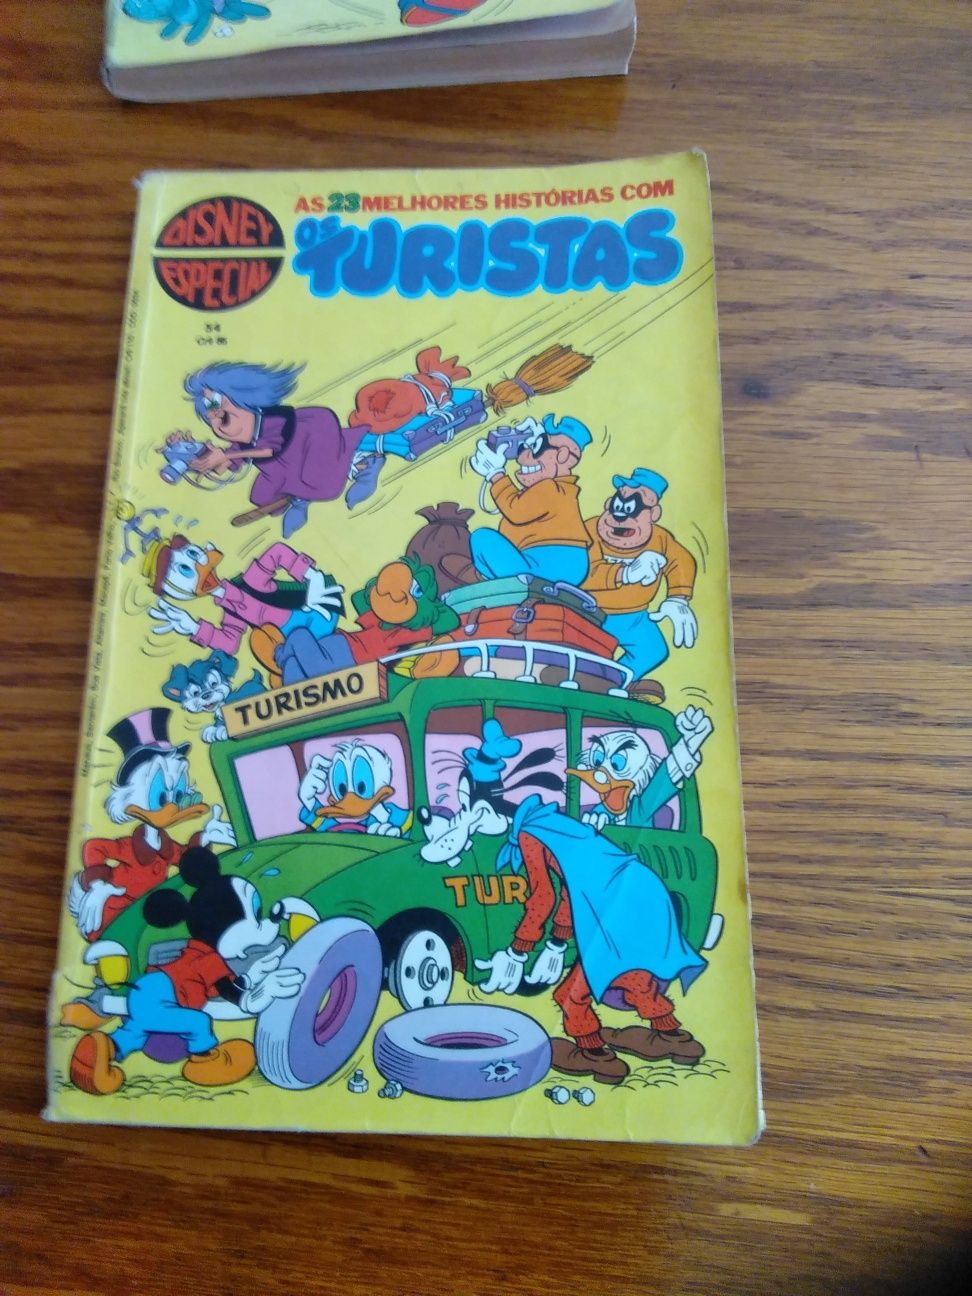 DISNEY
ESPECIAL
AS 23 MELHORES HISTÓRIAS COM
OS TURISTAS
54
TURISMO
TUR